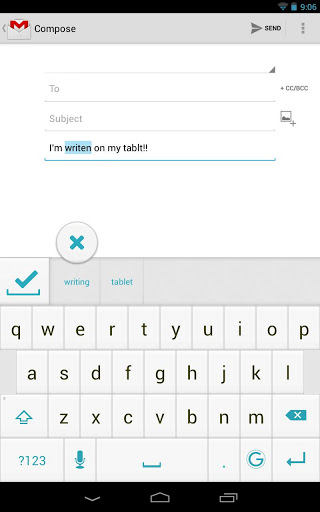 9:06
Compose
SEND
To
+ CC/BCC
Subject
I'm writen on my tablt!!
writing tablet
q w e r t y u i o p
a s d f g h j k l
z x c v b n m
?123 . G